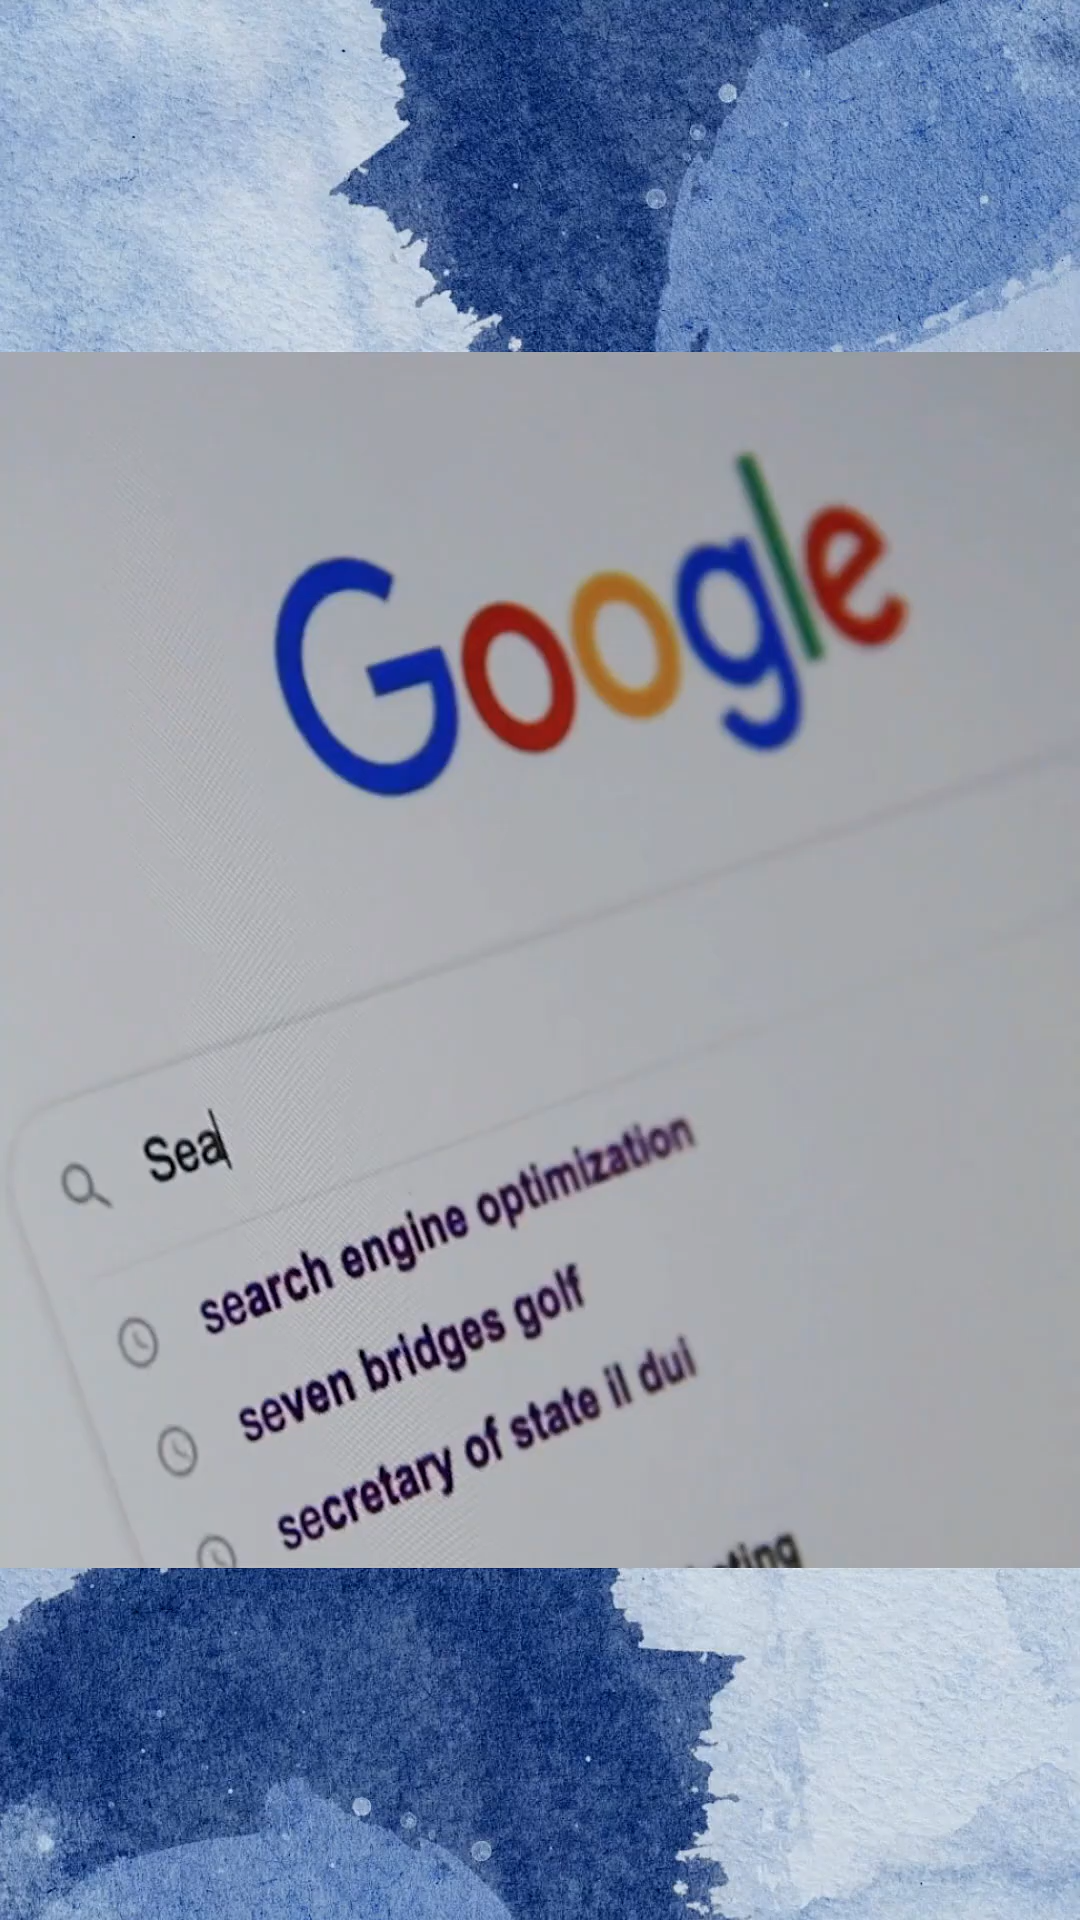 Google
Sea
search engine optimization
seven bridges golf
secretary of state il dui